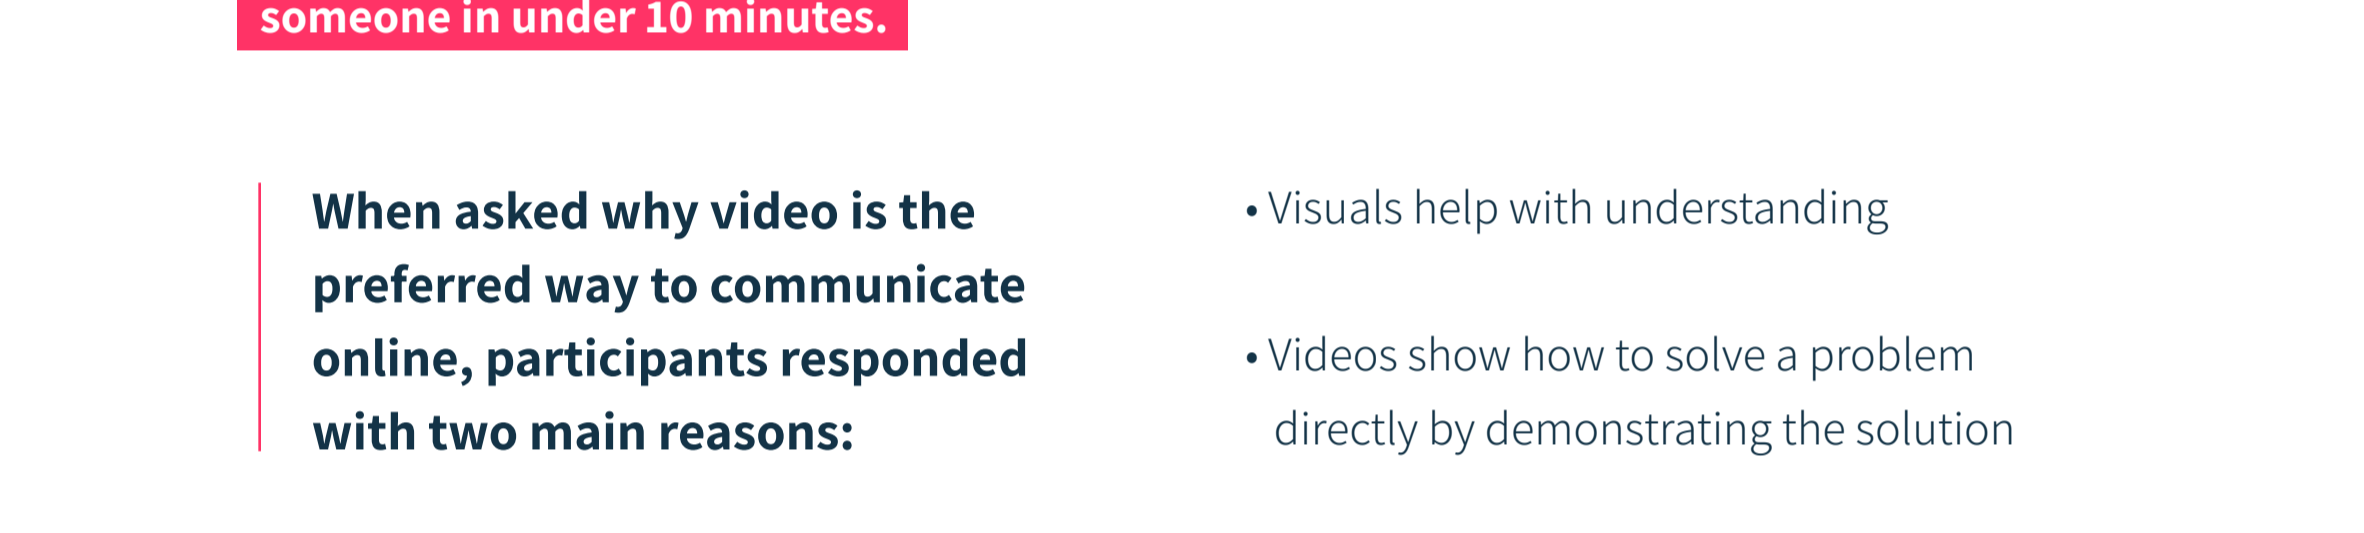 someone in under 10 minutes.
When asked why video is the
preferred way to communicate
online, participants responded
with two main reasons:
• Visuals help with understanding
• Videos show how to solve a problem
directly by demonstrating the solution